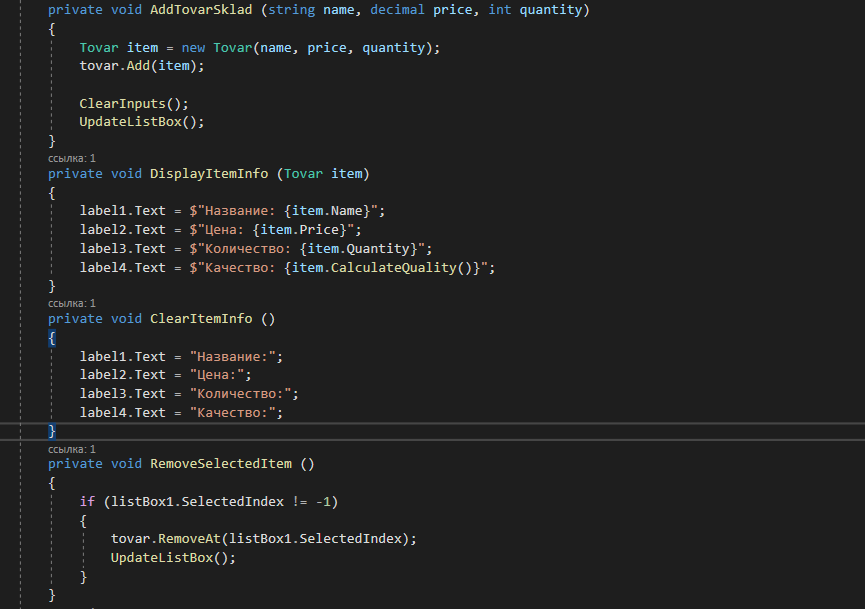 private void AddTovarSklad (string name, decimal price, int quantity)
{
Tovar item = new Tovar(name, price, quantity);
tovar.Add(item);
ClearInputs();
UpdateListBox();
}
ссылка: 1
private void DisplayItemInfo (Tovar item)
{
label1.Text = $"Название: {item.Name}";
label2.Text = $"Цена: {item.Price}";
label3.Text = $"Количество: {item.Quantity}";
label4.Text = $"Качество: {item.CalculateQuality()}";
}
ссылка: 1
private void ClearItemInfo ()
{
label1.Text = "Название:";
label2.Text = "Цена:";
label3.Text = "Количество:";
label4.Text = "Качество:";
}
ссылка: 1
private void RemoveSelectedItem ()
{
if (listBox1.SelectedIndex != -1)
{
tovar.RemoveAt(listBox1.SelectedIndex);
UpdateListBox();
}
}